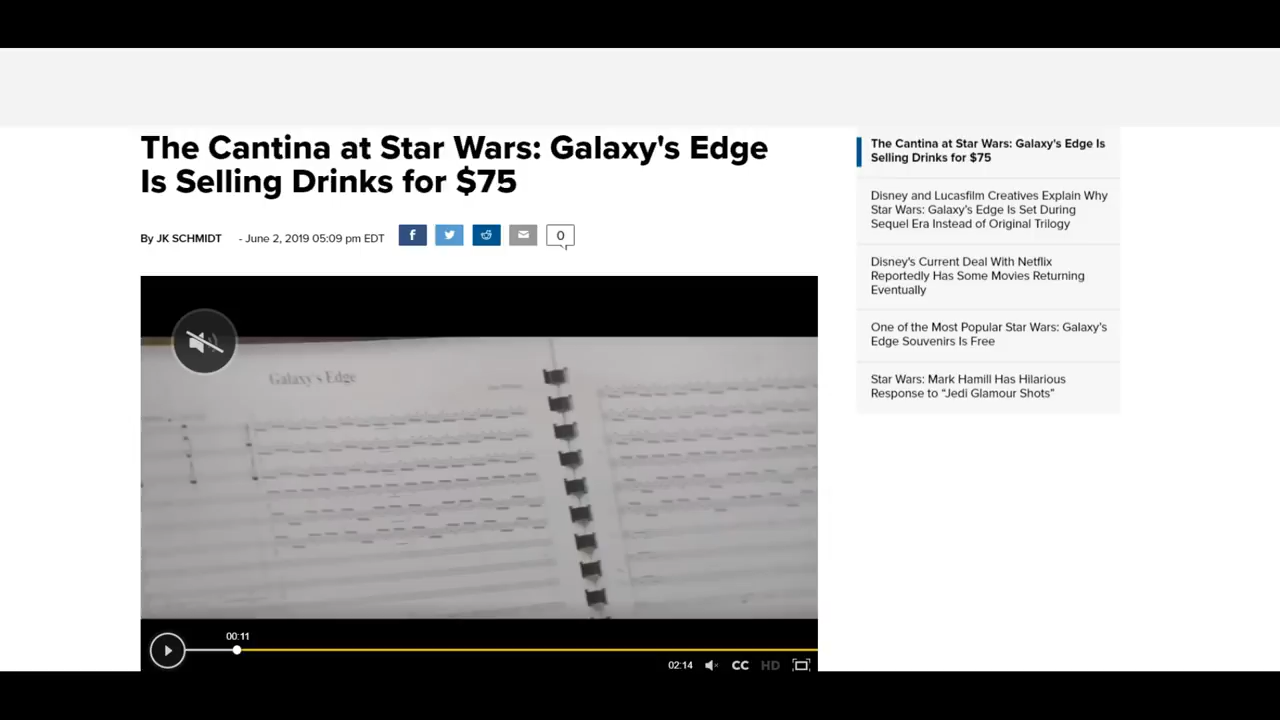 The Cantina at Star Wars: Galaxy's Edge
Is Selling Drinks for $75
By JK SCHMIDT - June 2, 2019 05:09 pm EDT
0
Galaxy's Edge
00:11
02:14
CC
HD
The Cantina at Star Wars: Galaxy's Edge Is
Selling Drinks for $75
Disney and Lucasfilm Creatives Explain Why
Star Wars: Galaxy's Edge Is Set During
Sequel Era Instead of Original Trilogy
Disney's Current Deal With Netflix
Reportedly Has Some Movies Returning
Eventually
One of the Most Popular Star Wars: Galaxy's
Edge Souvenirs Is Free
Star Wars: Mark Hamill Has Hilarious
Response to “Jedi Glamour Shots”